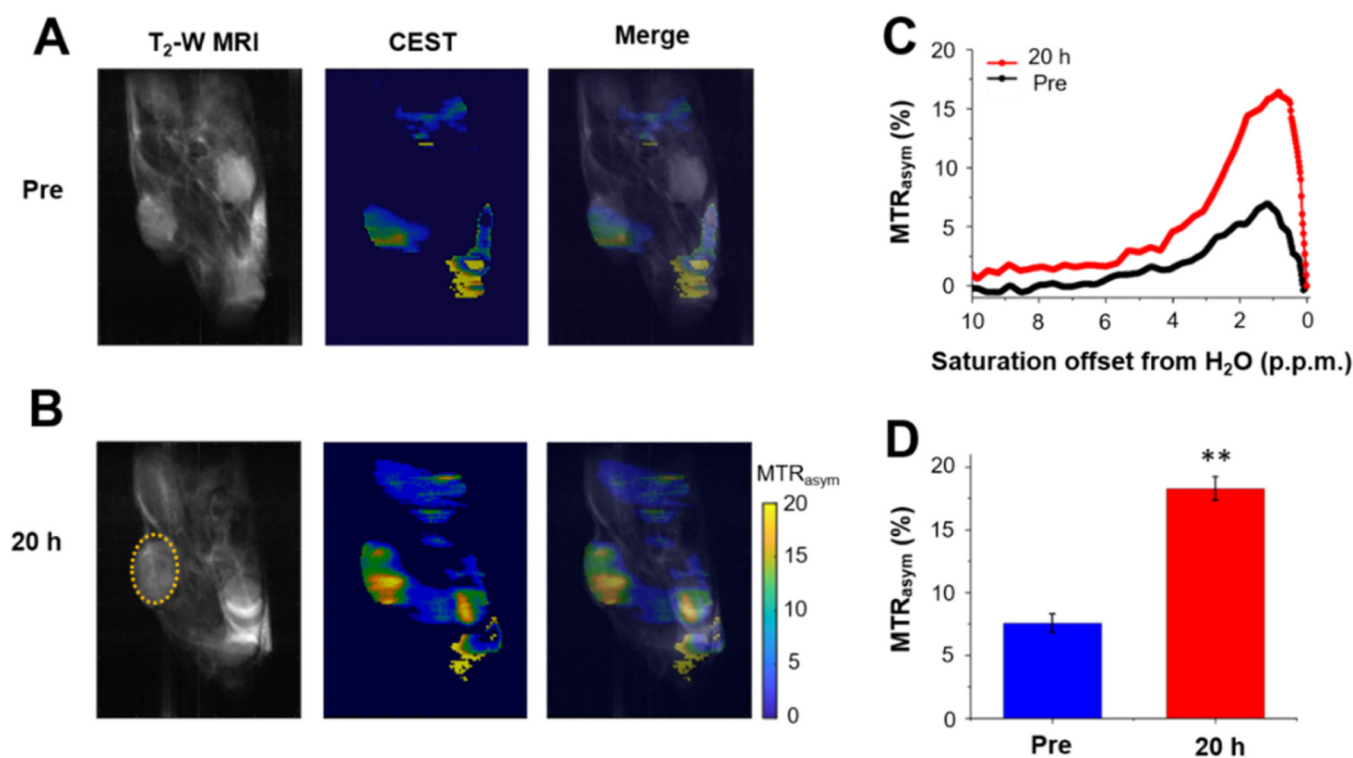 A
T₂-W MRI
CEST
Merge
Pre
B
20 h
MTRasym
20
15
10
5
0
C
20
15
10
5
0
MTRasym (%)
20 h
Pre
10
8
6
4
2
0
Saturation offset from H₂O (p.p.m.)
D
20
15
10
5
0
MTRasym (%)
**
Pre
20 h